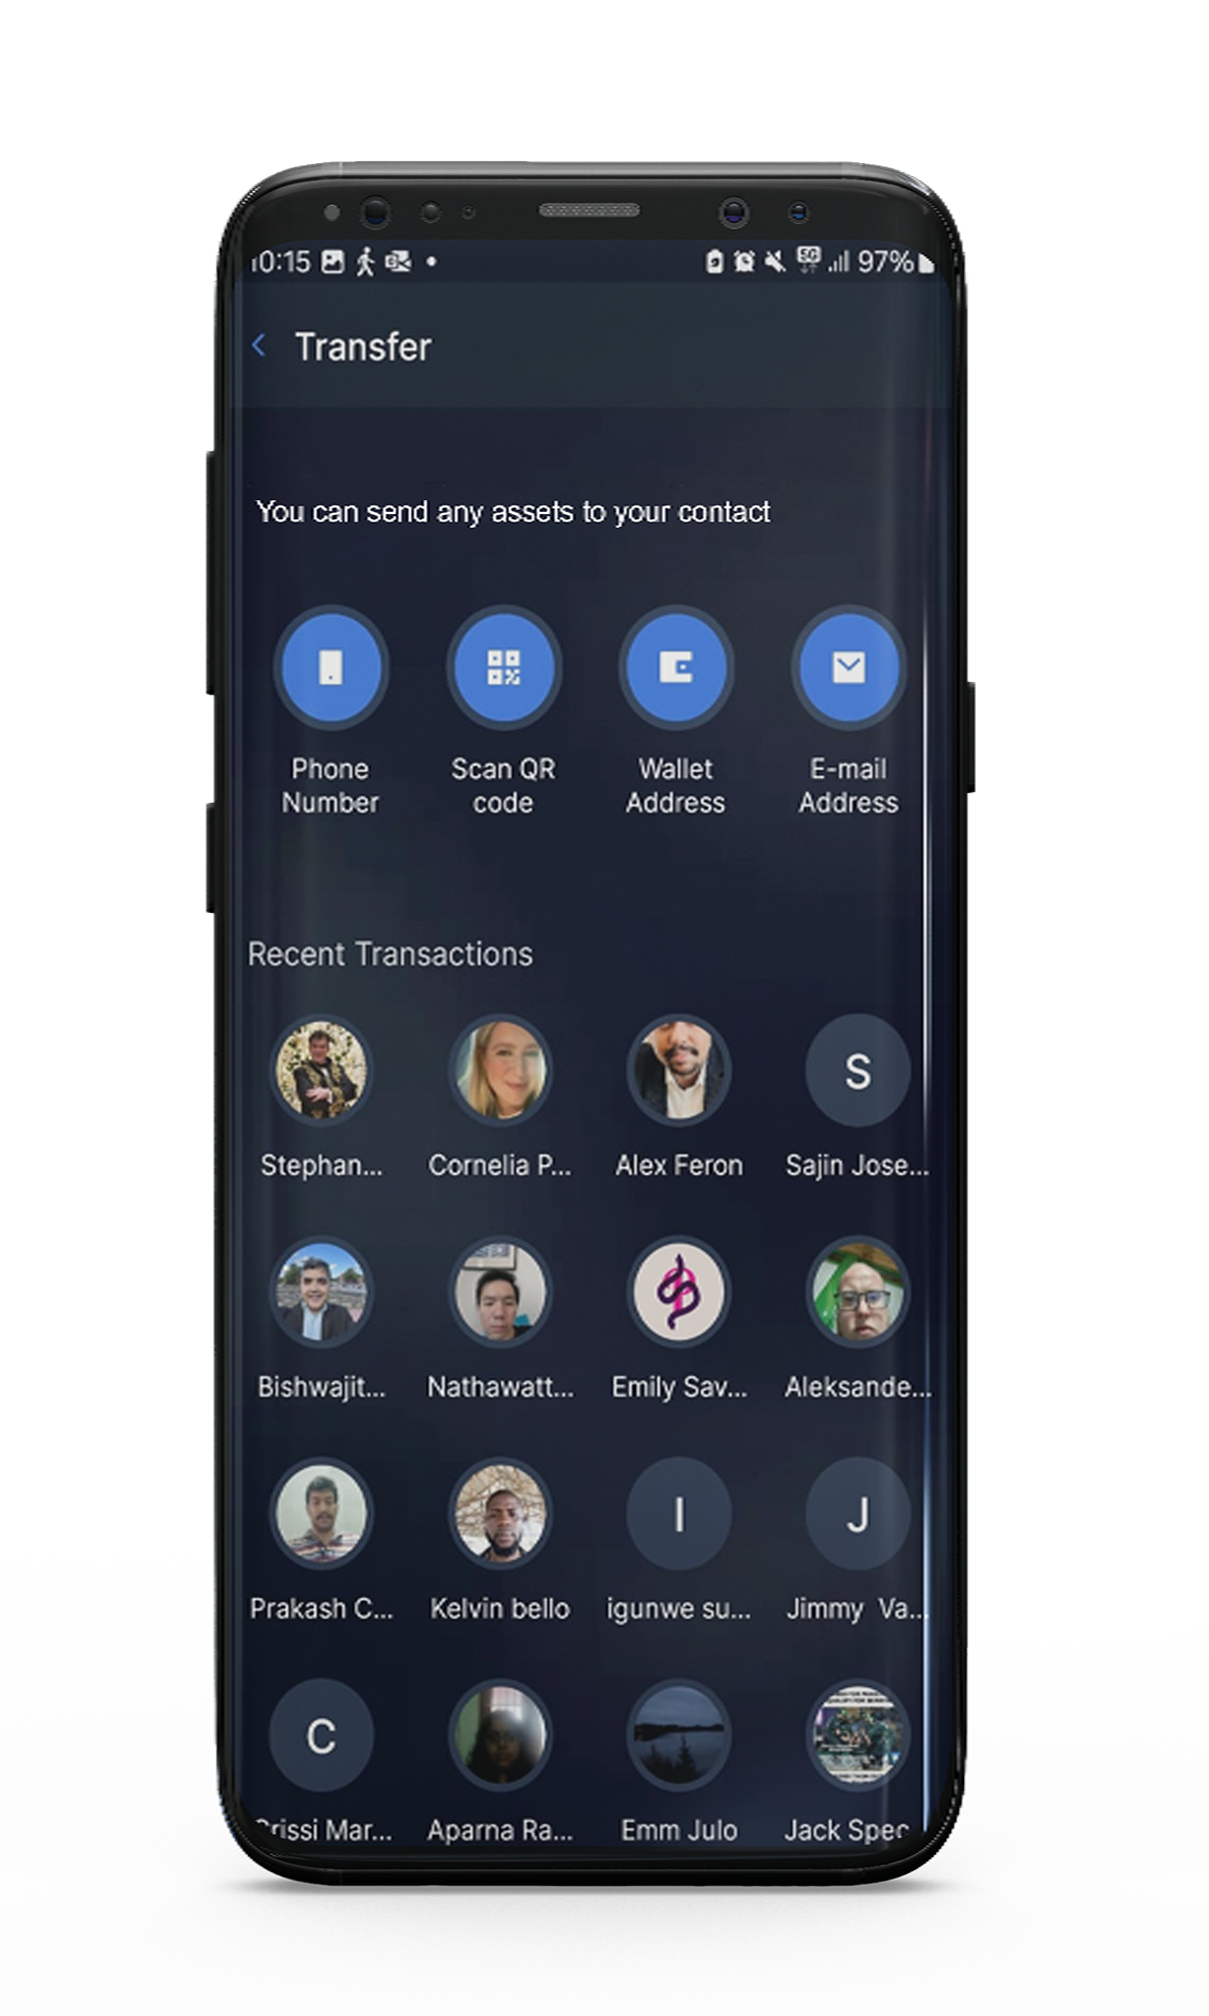 10:15 97%
Transfer
You can send any assets to your contact
Phone Number
Scan QR code
Wallet Address
E-mail Address
Recent Transactions
Stephan...
Cornelia P...
Alex Feron
S
Sajin Jose...
Bishwajit...
Nathawatt...
Emily Sav...
Aleksande...
Prakash C...
Kelvin bello
I
igunwe su...
J
Jimmy Va...
C
Crissi Mar...
Aparna Ra...
Emm Julo
Jack Spec